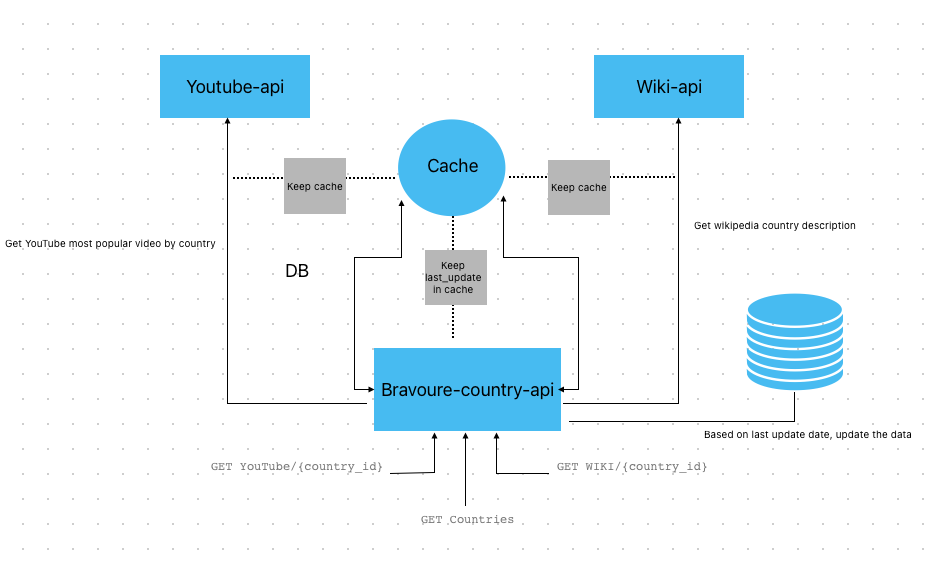 Youtube-api
Wiki-api
Cache
Keep cache
Keep cache
Get wikipedia country description
Get YouTube most popular video by country
DB
Keep
last_update
in cache
Bravoure-country-api
Based on last update date, update the data
GET YouTube/{country_id}
GET WIKI/{country_id}
GET Countries